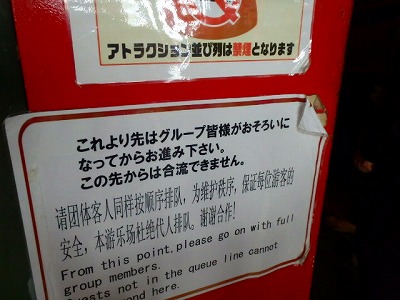 アトラクション並び列は禁煙となります
これより先はグループ皆様がおそろいに
なってからお進み下さい。
この先からは合流できません。
请团体客人同样按顺序排队，为维护秩序，保证每位游客的
安全，本游乐场杜绝代人排队。谢谢合作！
From this point,please go on with full
group members.
uests not in the queue line cannot
ond here.